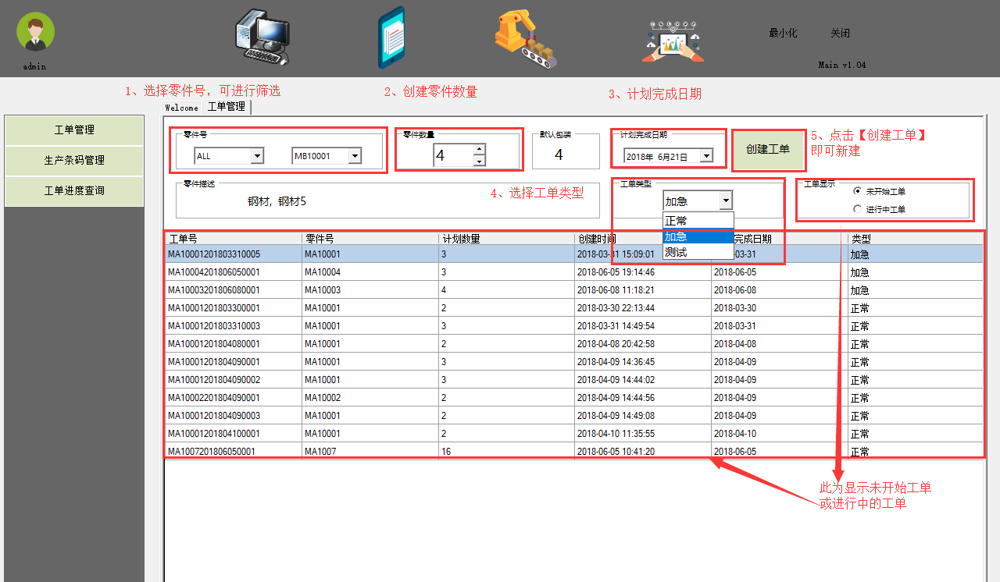 最小化 关闭
admin
Main v1.04
1、选择零件号，可进行筛选
2、创建零件数量
3、计划完成日期
Welcome 工单管理
工单管理
生产条码管理
工单进度查询
零件号
ALL MB10001
零件数量
4
默认包装
4
计划完成日期
2018年 6月21日
创建工单
5、点击【创建工单】
即可新建
零件描述
钢材, 钢材5
4、选择工单类型
工单类型
加急
正常
加急
测试
工单显示
未开始工单
进行中工单
工单号 零件号 计划数量 创建时间 完成日期 类型
MA10001201803310005 MA10001 3 2018-03-31 15:09:01 -03-31 加急
MA10004201806050001 MA10004 3 2018-06-05 19:14:46 2018-06-05 加急
MA10003201806080001 MA10003 4 2018-06-08 11:18:21 2018-06-08 加急
MA10001201803300001 MA10001 2 2018-03-30 22:13:44 2018-03-30 正常
MA10001201803310003 MA10001 3 2018-03-31 14:49:54 2018-03-31 正常
MA10001201804080001 MA10001 2 2018-04-08 20:42:58 2018-04-08 正常
MA10001201804090001 MA10001 3 2018-04-09 14:36:45 2018-04-09 正常
MA10001201804090002 MA10001 3 2018-04-09 14:44:02 2018-04-09 正常
MA10002201804090001 MA10002 2 2018-04-09 14:44:56 2018-04-09 正常
MA10001201804090003 MA10001 2 2018-04-09 14:49:08 2018-04-09 正常
MA10001201804100001 MA10001 2 2018-04-10 11:35:55 2018-04-10 正常
MA1007201806050001 MA1007 16 2018-06-05 10:41:20 2018-06-05 正常
此为显示未开始工单
或进行中的工单